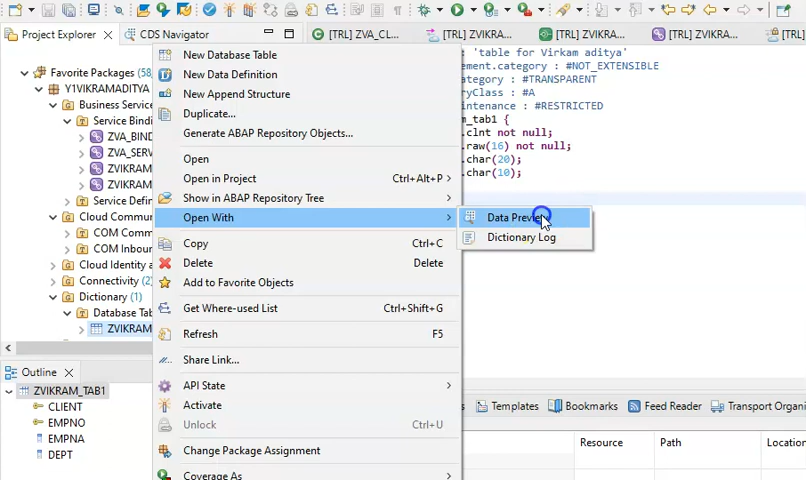 Project Explorer
CDS Navigator
[TRL] ZVA_CL...
[TRL] ZVIKRA...
[TRL] ZVIKRA...
[TRL] ZVIKRA...
[TRL]
Favorite Packages (58,
Y1VIKRAMADITYA
Business Service
Service Bindi
ZVA_BIND
ZVA_SERV
ZVIKRAM
ZVIKRAM
Service Defin
Cloud Commu
COM Comm
COM Inboun
Cloud Identity a
Connectivity (2)
Dictionary (1)
Database Tab
ZVIKRAM
New Database Table
New Data Definition
New Append Structure
Duplicate...
Generate ABAP Repository Objects...
Open
Open in Project Ctrl+Alt+P
Show in ABAP Repository Tree
Open With
Copy Ctrl+C
Delete Delete
Add to Favorite Objects
Get Where-used List Ctrl+Shift+G
Refresh F5
Share Link...
API State
Activate
Unlock Ctrl+U
Change Package Assignment
Coverage As
Data Preview
Dictionary Log
: 'table for Virkam aditya'
ement.category : #NOT_EXTENSIBLE
ategory : #TRANSPARENT
ryClass : #A
intenance : #RESTRICTED
m_tab1 {
.clnt not null;
.raw(16) not null;
.char(20);
.char(10);
Outline
ZVIKRAM_TAB1
CLIENT
EMPNO
EMPNA
DEPT
s
Templates
Bookmarks
Feed Reader
Transport Organi
Resource
Path
Location